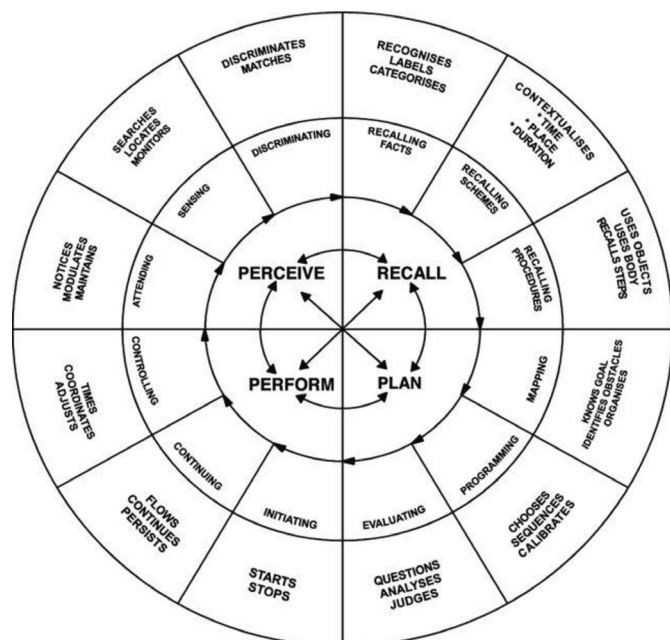 DISCRIMINATES
MATCHES
RECOGNISES
LABELS
CATEGORISES
CONTEXTUALISES
* TIME
* PLACE
* DURATION
USES OBJECTS
USES BODY
RECALLS STEPS
KNOWS GOAL
IDENTIFIES OBSTACLES
ORGANISES
CHOOSES
SEQUENCES
CALIBRATES
QUESTIONS
ANALYSES
JUDGES
STARTS
STOPS
FLOWS
CONTINUES
PERSISTS
TIMES
COORDINATES
ADJUSTS
NOTICES
MODULATES
MAINTAINS
SEARCHES
LOCATES
MONITORS
DISCRIMINATING
RECALLING
FACTS
RECALLING
SCHEMES
RECALLING
PROCEDURES
MAPPING
PROGRAMMING
EVALUATING
INITIATING
CONTINUING
CONTROLLING
ATTENDING
SENSING
PERCEIVE
RECALL
PERFORM
PLAN